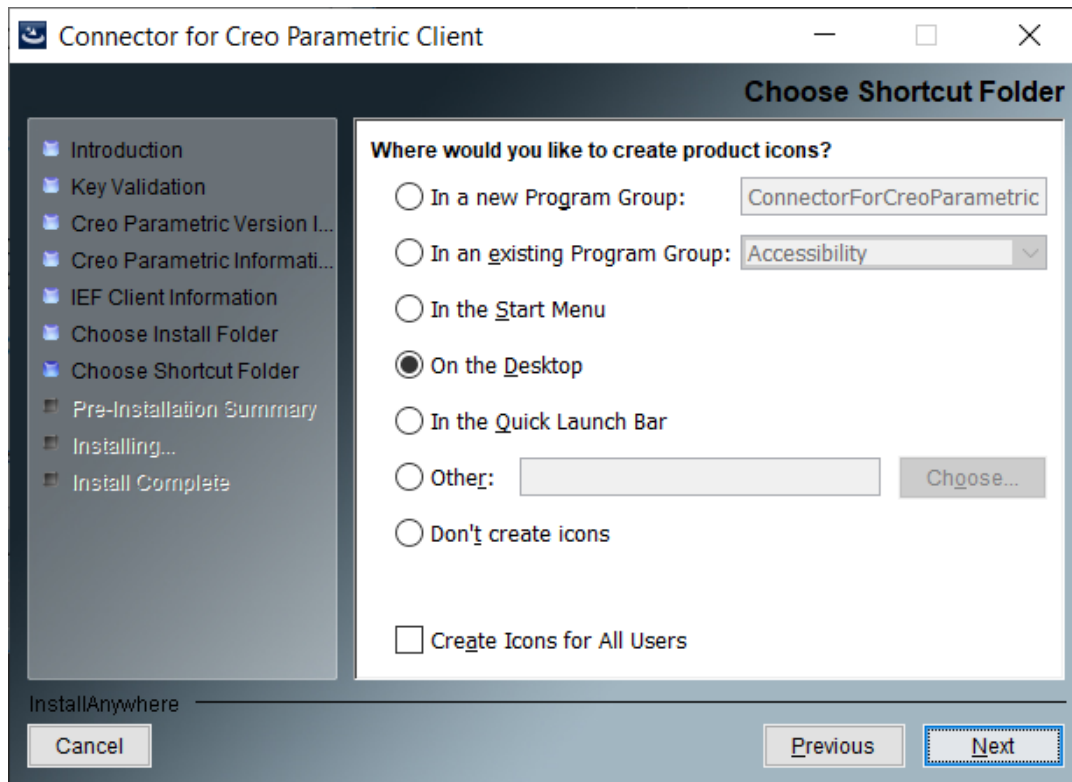 Connector for Creo Parametric Client
Choose Shortcut Folder
Introduction
Key Validation
Creo Parametric Version I...
Creo Parametric Informati...
IEF Client Information
Choose Install Folder
Choose Shortcut Folder
Pre-Installation Summary
Installing...
Install Complete
Where would you like to create product icons?
In a new Program Group: ConnectorForCreoParametric
In an existing Program Group: Accessibility
In the Start Menu
On the Desktop
In the Quick Launch Bar
Other: Choose...
Don't create icons
Create Icons for All Users
InstallAnywhere
Cancel Previous Next